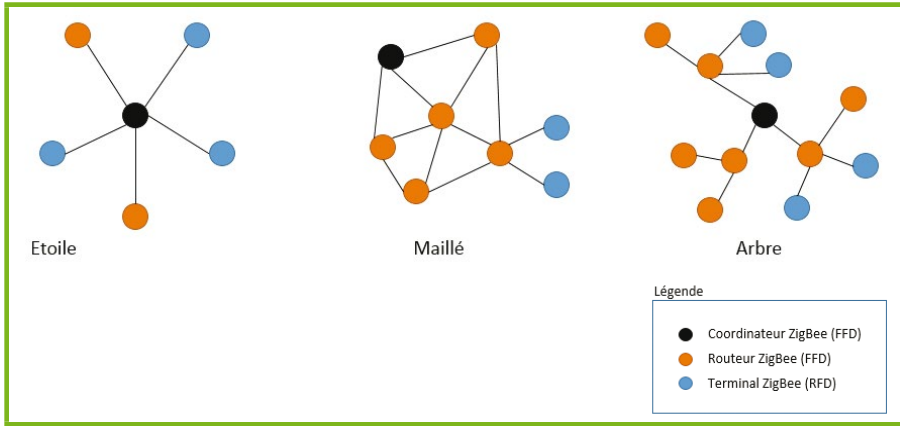 Etoile
Maillé
Arbre
Légende
Coordinateur ZigBee (FFD)
Routeur ZigBee (FFD)
Terminal ZigBee (RFD)